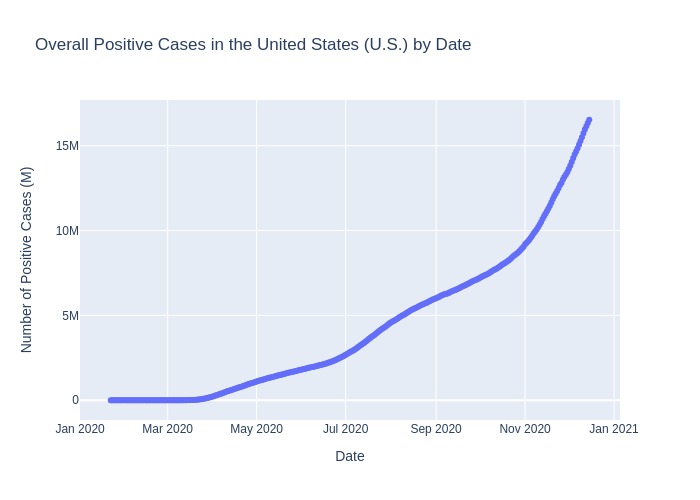 Overall Positive Cases in the United States (U.S.) by Date
Number of Positive Cases (M)
15M
10M
5M
0
Jan 2020
Mar 2020
May 2020
Jul 2020
Sep 2020
Nov 2020
Jan 2021
Date